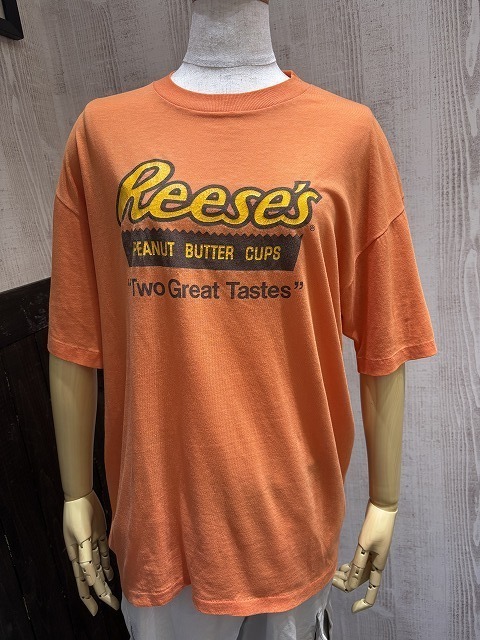 Reese's®
PEANUT BUTTER CUPS
"Two Great Tastes"